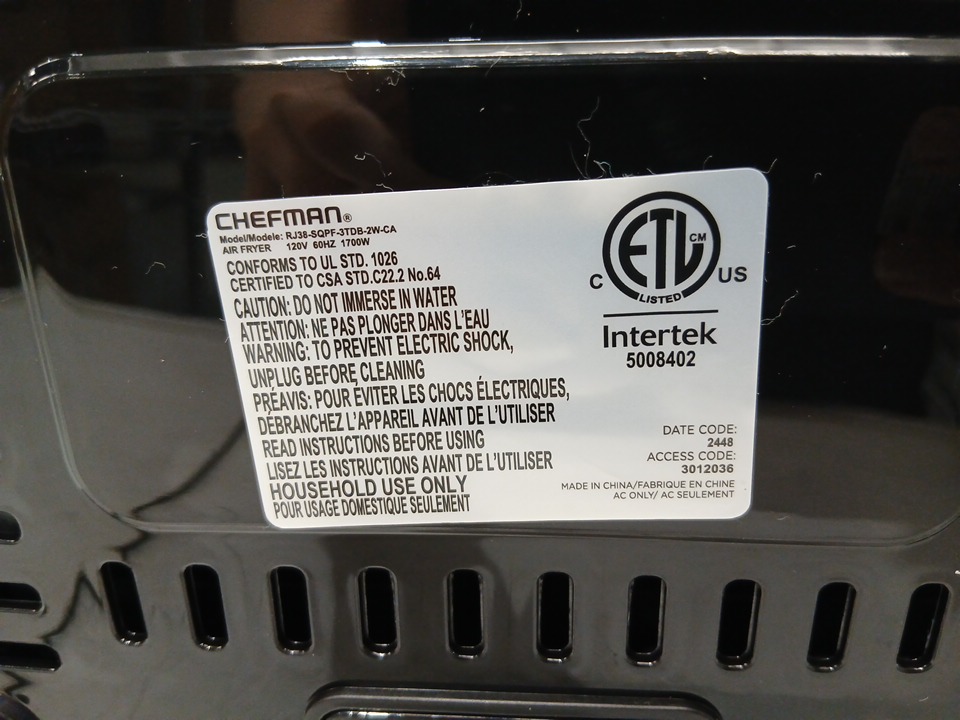 CHEFMAN®
Model/Modele: RJ38-SQPF-3TDB-2W-CA
AIR FRYER 120V 60HZ 1700W
CONFORMS TO UL STD. 1026
CERTIFIED TO CSA STD.C22.2 No.64
CAUTION: DO NOT IMMERSE IN WATER
ATTENTION: NE PAS PLONGER DANS L'EAU
WARNING: TO PREVENT ELECTRIC SHOCK,
UNPLUG BEFORE CLEANING
PRÉAVIS: POUR ÉVITER LES CHOCS ÉLECTRIQUES,
DÉBRANCHEZ L'APPAREIL AVANT DE L'UTILISER
READ INSTRUCTIONS BEFORE USING
LISEZ LES INSTRUCTIONS AVANT DE L'UTILISER
HOUSEHOLD USE ONLY
POUR USAGE DOMESTIQUE SEULEMENT
ETL CM
C US
LISTED
Intertek
5008402
DATE CODE:
2448
ACCESS CODE:
3012036
MADE IN CHINA/FABRIQUE EN CHINE
AC ONLY/ AC SEULEMENT